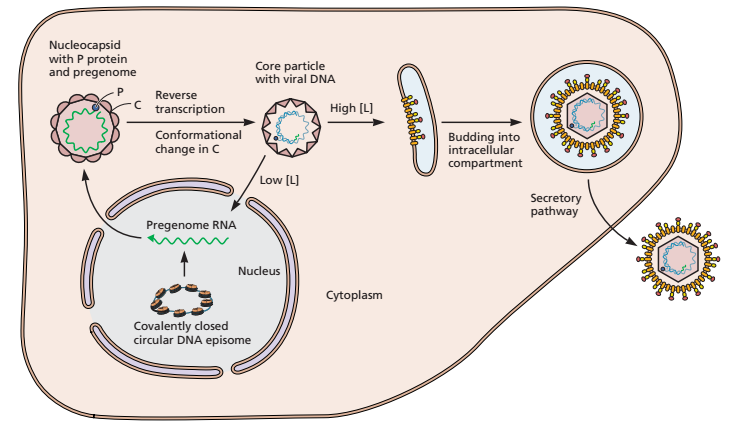 Nucleocapsid
with P protein
and pregenome
P
C
Reverse
transcription
Conformational
change in C
Core particle
with viral DNA
High [L]
Low [L]
Budding into
intracellular
compartment
Secretory
pathway
Pregenome RNA
Nucleus
Cytoplasm
Covalently closed
circular DNA episome